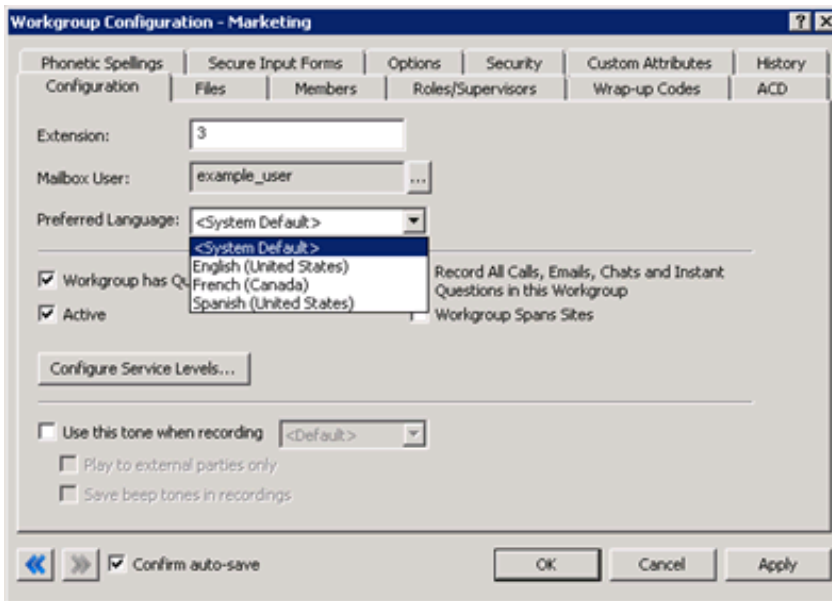 Workgroup Configuration - Marketing
? X
Phonetic Spellings Secure Input Forms Options Security Custom Attributes History
Configuration Files Members Roles/Supervisors Wrap-up Codes ACD
Extension: 3
Mailbox User: example_user ...
Preferred Language: <System Default>
<System Default>
English (United States)
French (Canada)
Spanish (United States)
Workgroup has Qu
Record All Calls, Emails, Chats and Instant
Questions in this Workgroup
Active
Workgroup Spans Sites
Configure Service Levels...
Use this tone when recording <Default>
Play to external parties only
Save beep tones in recordings
Confirm auto-save OK Cancel Apply